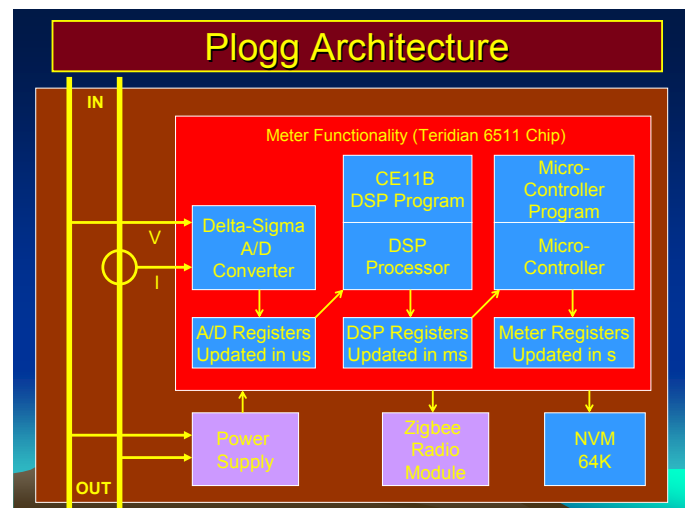 Plogg Architecture
IN
Meter Functionality (Teridian 6511 Chip)
V
I
Delta-Sigma
A/D
Converter
CE11B
DSP Program
DSP
Processor
Micro-
Controller
Program
Micro-
Controller
A/D Registers
Updated in us
DSP Registers
Updated in ms
Meter Registers
Updated in s
Power
Supply
Zigbee
Radio
Module
NVM
64K
OUT